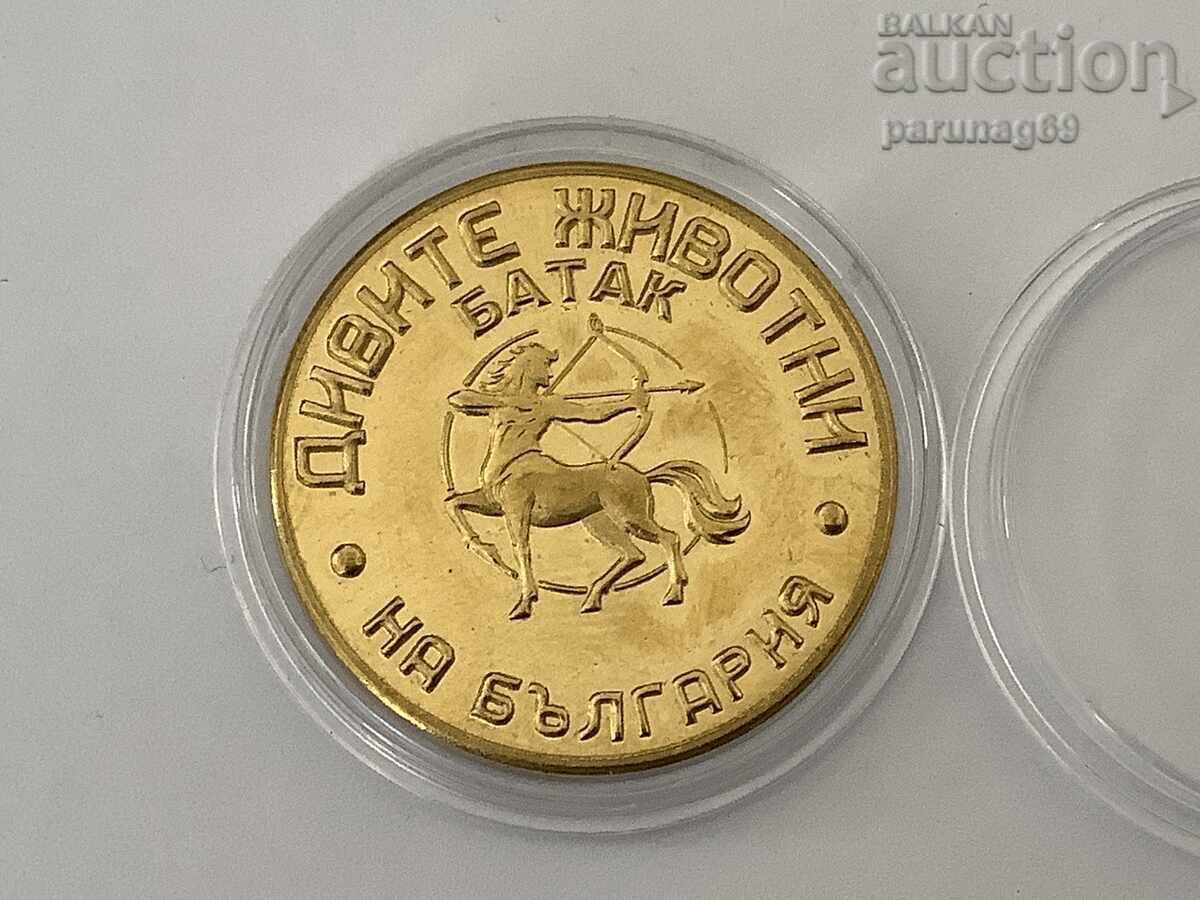 BALKAN
auction
parunag69
ДИВИТЕ ЖИВОТНИ
БАТАК
НА БЪЛГАРИЯ